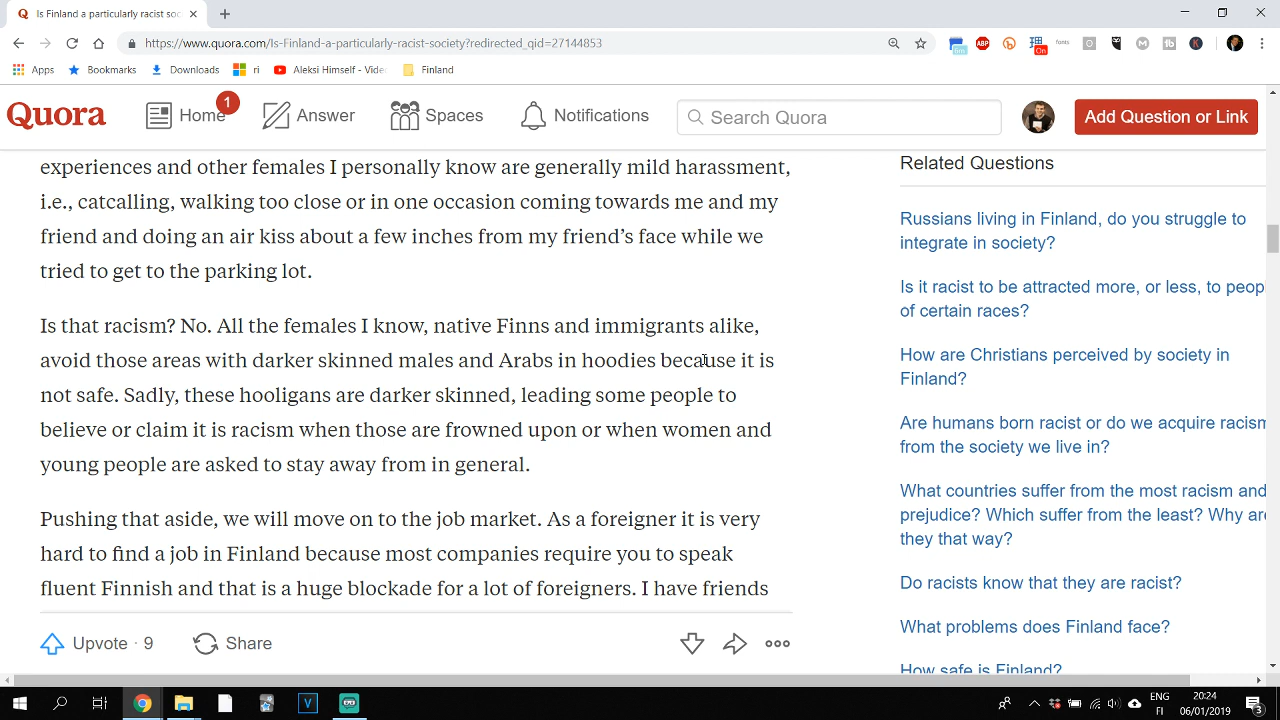 Is Finland a particularly racist soc
https://www.quora.com/Is-Finland-a-particularly-racist-society?redirected_qid=27144853
Apps Bookmarks Downloads ri Aleksi Himself - Vide Finland
Quora Home 1 Answer Spaces Notifications Search Quora Add Question or Link
experiences and other females I personally know are generally mild harassment,
i.e., catcalling, walking too close or in one occasion coming towards me and my
friend and doing an air kiss about a few inches from my friend’s face while we
tried to get to the parking lot.
Is that racism? No. All the females I know, native Finns and immigrants alike,
avoid those areas with darker skinned males and Arabs in hoodies because it is
not safe. Sadly, these hooligans are darker skinned, leading some people to
believe or claim it is racism when those are frowned upon or when women and
young people are asked to stay away from in general.
Pushing that aside, we will move on to the job market. As a foreigner it is very
hard to find a job in Finland because most companies require you to speak
fluent Finnish and that is a huge blockade for a lot of foreigners. I have friends
Upvote · 9 Share
Related Questions
Russians living in Finland, do you struggle to
integrate in society?
Is it racist to be attracted more, or less, to peop
of certain races?
How are Christians perceived by society in
Finland?
Are humans born racist or do we acquire racism
from the society we live in?
What countries suffer from the most racism and
prejudice? Which suffer from the least? Why are
they that way?
Do racists know that they are racist?
What problems does Finland face?
How safe is Finland?
ENG
FI
20:24
06/01/2019
3